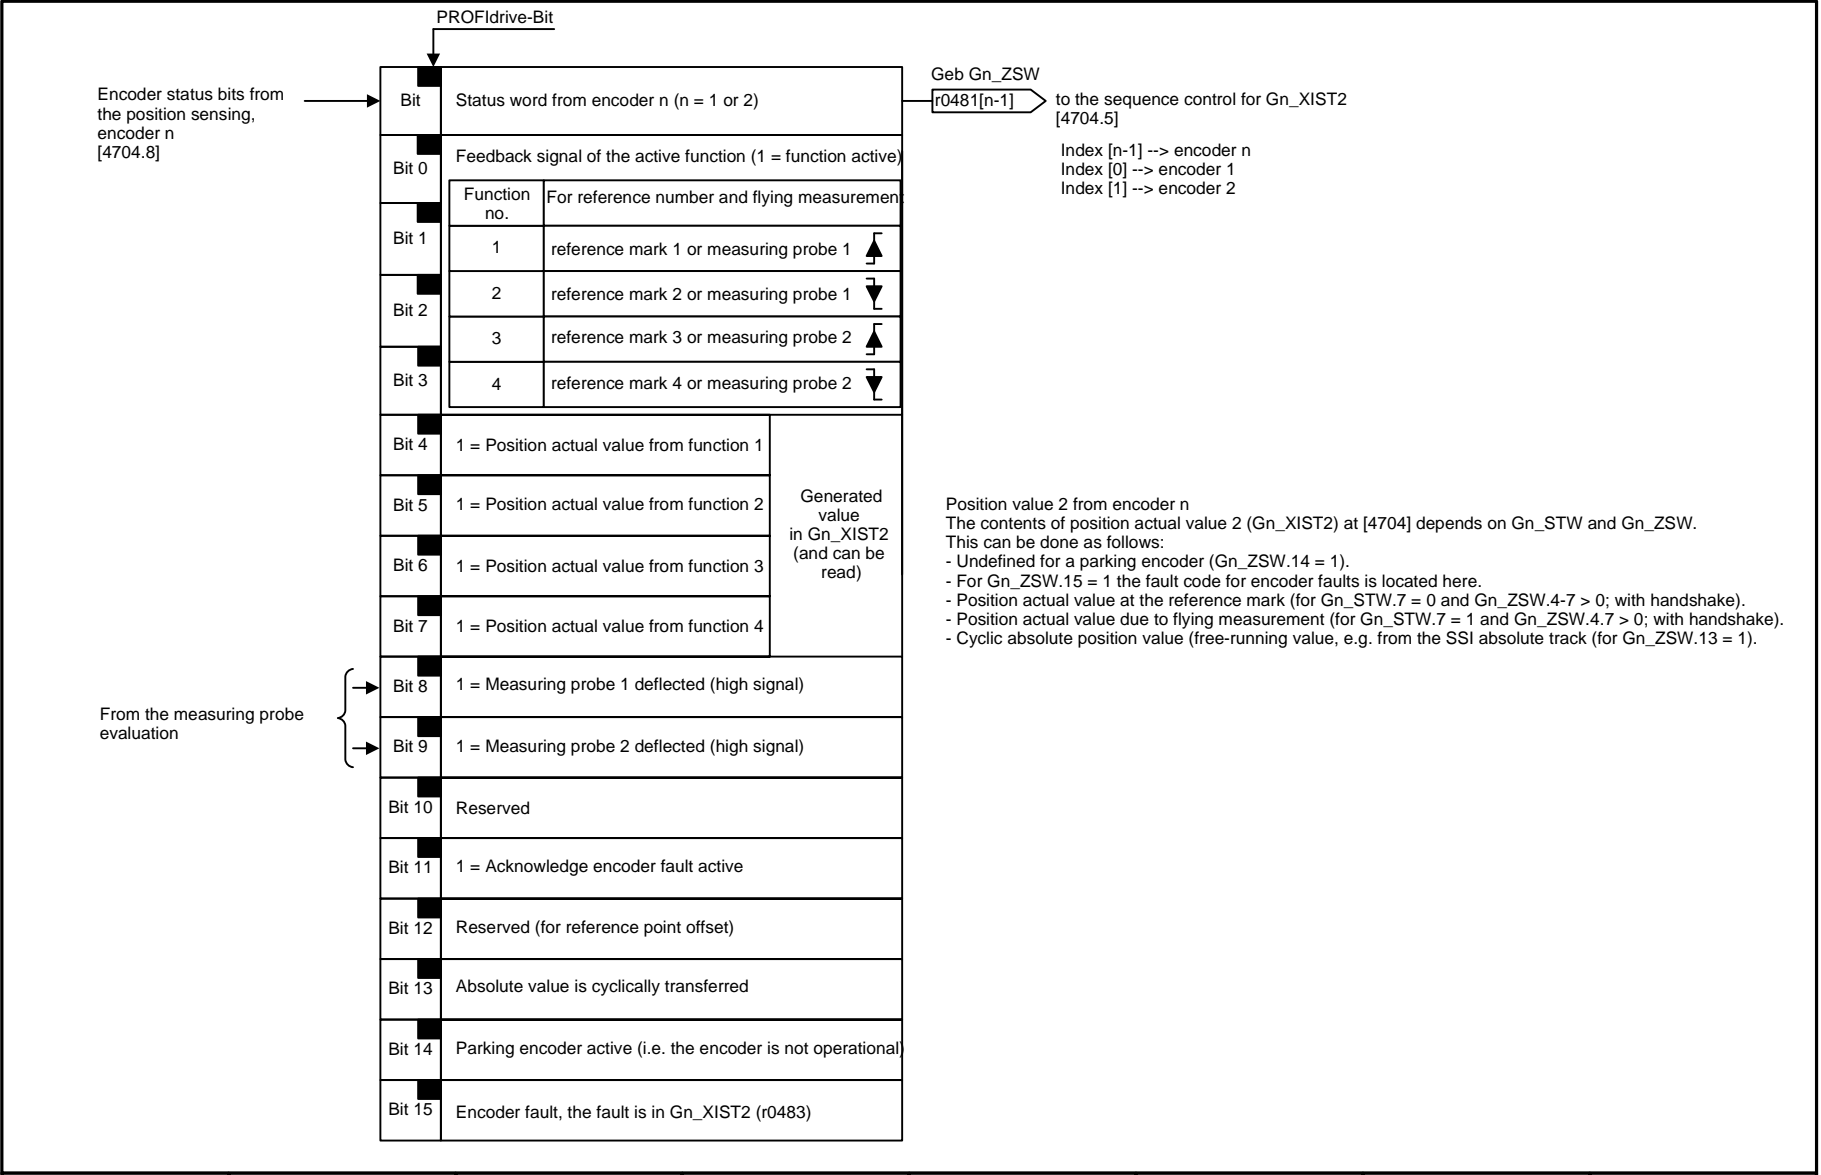 PROFIdrive-Bit
Encoder status bits from
the position sensing,
encoder n
[4704.8]
Bit
Status word from encoder n (n = 1 or 2)
Geb Gn_ZSW
r0481[n-1]
to the sequence control for Gn_XIST2
[4704.5]
Index [n-1] --> encoder n
Index [0] --> encoder 1
Index [1] --> encoder 2
Bit 0
Feedback signal of the active function (1 = function active)
Function
no.
For reference number and flying measurement
Bit 1
1
reference mark 1 or measuring probe 1
Bit 2
2
reference mark 2 or measuring probe 1
3
reference mark 3 or measuring probe 2
Bit 3
4
reference mark 4 or measuring probe 2
Bit 4
1 = Position actual value from function 1
Bit 5
1 = Position actual value from function 2
Bit 6
1 = Position actual value from function 3
Bit 7
1 = Position actual value from function 4
Generated
value
in Gn_XIST2
(and can be
read)
Position value 2 from encoder n
The contents of position actual value 2 (Gn_XIST2) at [4704] depends on Gn_STW and Gn_ZSW.
This can be done as follows:
- Undefined for a parking encoder (Gn_ZSW.14 = 1).
- For Gn_ZSW.15 = 1 the fault code for encoder faults is located here.
- Position actual value at the reference mark (for Gn_STW.7 = 0 and Gn_ZSW.4-7 > 0; with handshake).
- Position actual value due to flying measurement (for Gn_STW.7 = 1 and Gn_ZSW.4.7 > 0; with handshake).
- Cyclic absolute position value (free-running value, e.g. from the SSI absolute track (for Gn_ZSW.13 = 1).
From the measuring probe
evaluation
Bit 8
1 = Measuring probe 1 deflected (high signal)
Bit 9
1 = Measuring probe 2 deflected (high signal)
Bit 10
Reserved
Bit 11
1 = Acknowledge encoder fault active
Bit 12
Reserved (for reference point offset)
Bit 13
Absolute value is cyclically transferred
Bit 14
Parking encoder active (i.e. the encoder is not operational)
Bit 15
Encoder fault, the fault is in Gn_XIST2 (r0483)